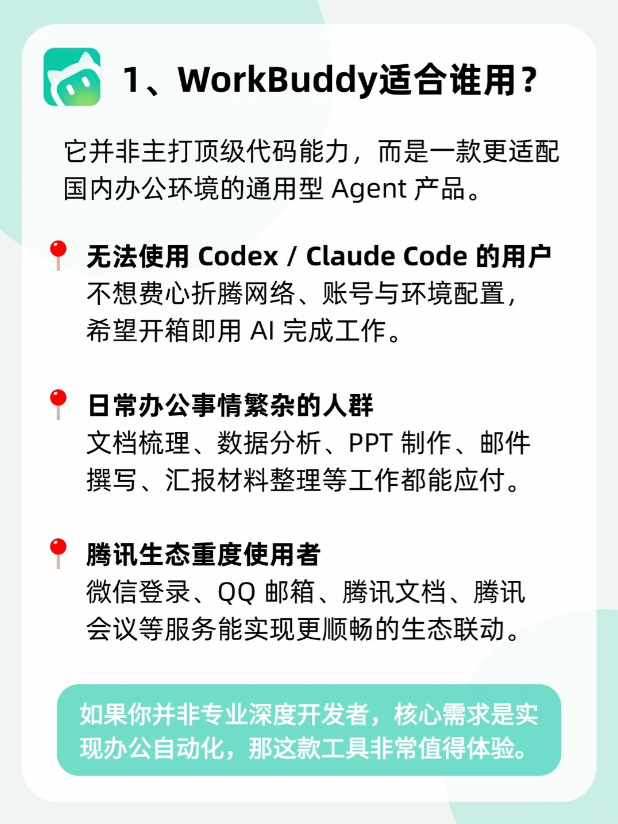 1、WorkBuddy适合谁用？
它并非主打顶级代码能力，而是一款更适配
国内办公环境的通用型 Agent 产品。
无法使用 Codex / Claude Code 的用户
不想费心折腾网络、账号与环境配置，
希望开箱即用 AI 完成工作。
日常办公事情繁杂的人群
文档梳理、数据分析、PPT 制作、邮件
撰写、汇报材料整理等工作都能应付。
腾讯生态重度使用者
微信登录、QQ 邮箱、腾讯文档、腾讯
会议等服务能实现更顺畅的生态联动。
如果你并非专业深度开发者，核心需求是实
现办公自动化，那这款工具非常值得体验。